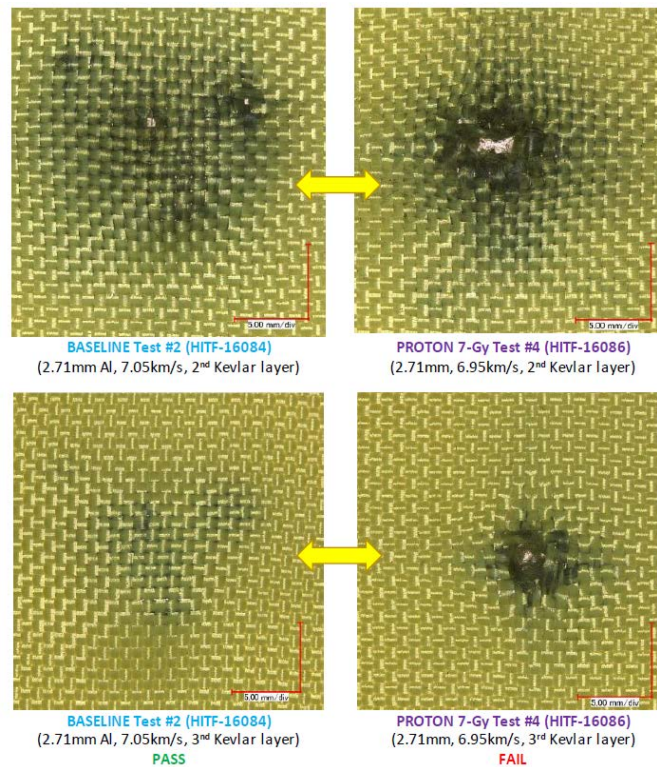 5.00 mm/div
5.00 mm/div
BASELINE Test #2 (HITF-16084)
(2.71mm Al, 7.05km/s, 2nd Kevlar layer)
PROTON 7-Gy Test #4 (HITF-16086)
(2.71mm, 6.95km/s, 2nd Kevlar layer)
5.00 mm/div
5.00 mm/div
BASELINE Test #2 (HITF-16084)
(2.71mm Al, 7.05km/s, 3rd Kevlar layer)
PASS
PROTON 7-Gy Test #4 (HITF-16086)
(2.71mm, 6.95km/s, 3rd Kevlar layer)
FAIL